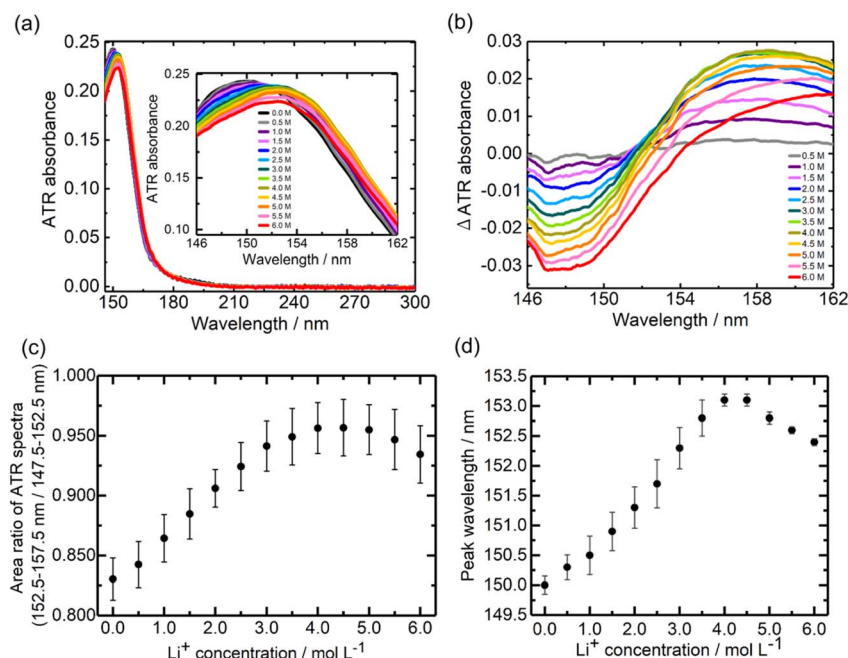 (a)
ATR absorbance
0.25
0.20
0.15
0.10
0.05
0.00
150
180
210
240
270
300
Wavelength / nm
ATR absorbance
0.25
0.20
0.15
0.10
146
150
154
158
162
Wavelength / nm
0.0 M
0.5 M
1.0 M
1.5 M
2.0 M
2.5 M
3.0 M
3.5 M
4.0 M
4.5 M
5.0 M
5.5 M
6.0 M
(b)
Δ ATR absorbance
0.03
0.02
0.01
0.00
-0.01
-0.02
-0.03
146
150
154
158
162
Wavelength / nm
0.5 M
1.0 M
1.5 M
2.0 M
2.5 M
3.0 M
3.5 M
4.0 M
4.5 M
5.0 M
5.5 M
6.0 M
(c)
Area ratio of ATR spectra
(152.5-157.5 nm / 147.5-152.5 nm)
1.000
0.950
0.900
0.850
0.800
0.0
1.0
2.0
3.0
4.0
5.0
6.0
Li⁺ concentration / mol L⁻¹
(d)
Peak wavelength / nm
153.5
153.0
152.5
152.0
151.5
151.0
150.5
150.0
149.5
0.0
1.0
2.0
3.0
4.0
5.0
6.0
Li⁺ concentration / mol L⁻¹